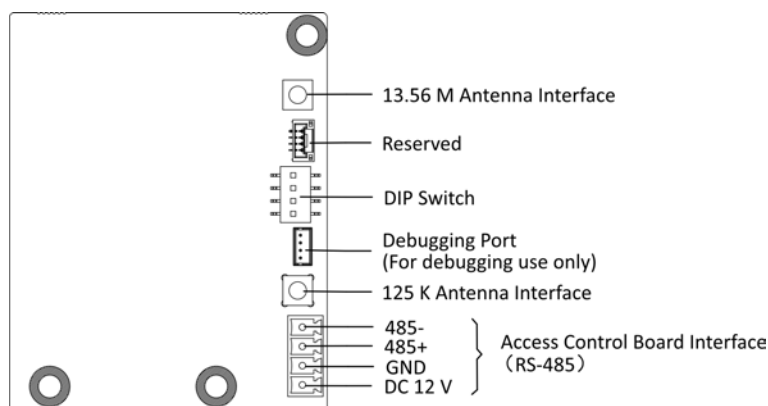 13.56 M Antenna Interface
Reserved
DIP Switch
Debugging Port
(For debugging use only)
125 K Antenna Interface
485-
485+
GND
DC 12 V
Access Control Board Interface
（RS-485）